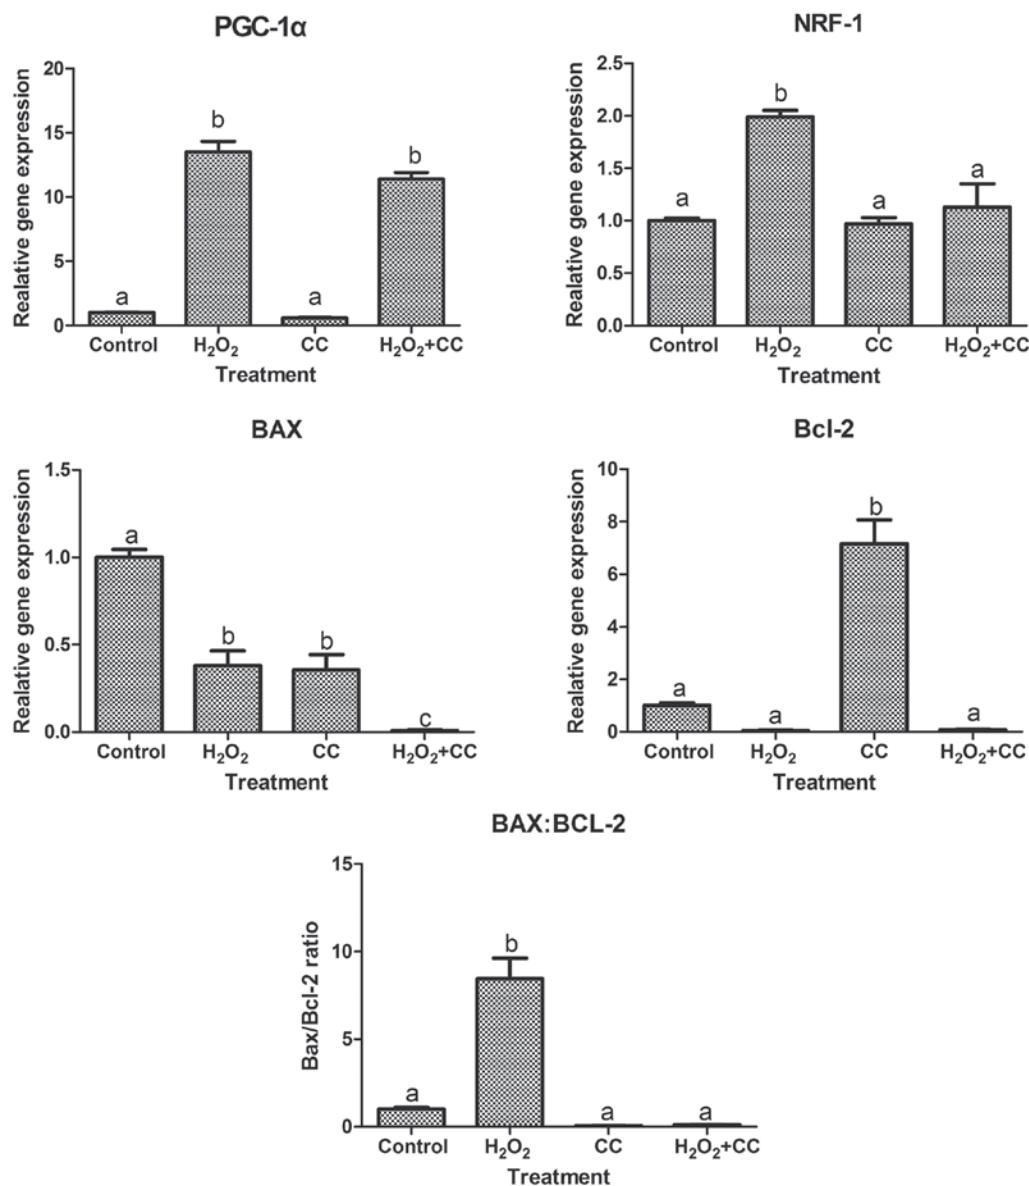 PGC-1α
Realative gene expression
20
15
10
5
0
b
b
a
a
Control H₂O₂ CC H₂O₂+CC
Treatment
NRF-1
Realative gene expression
2.5
2.0
1.5
1.0
0.5
0.0
b
a
a
a
Control H₂O₂ CC H₂O₂+CC
Treatment
BAX
Realative gene expression
1.5
1.0
0.5
0.0
a
b
b
c
Control H₂O₂ CC H₂O₂+CC
Treatment
Bcl-2
Realative gene expression
10
8
6
4
2
0
b
a
a
a
Control H₂O₂ CC H₂O₂+CC
Treatment
BAX:BCL-2
Bax/Bcl-2 ratio
15
10
5
0
b
a
a
a
Control H₂O₂ CC H₂O₂+CC
Treatment